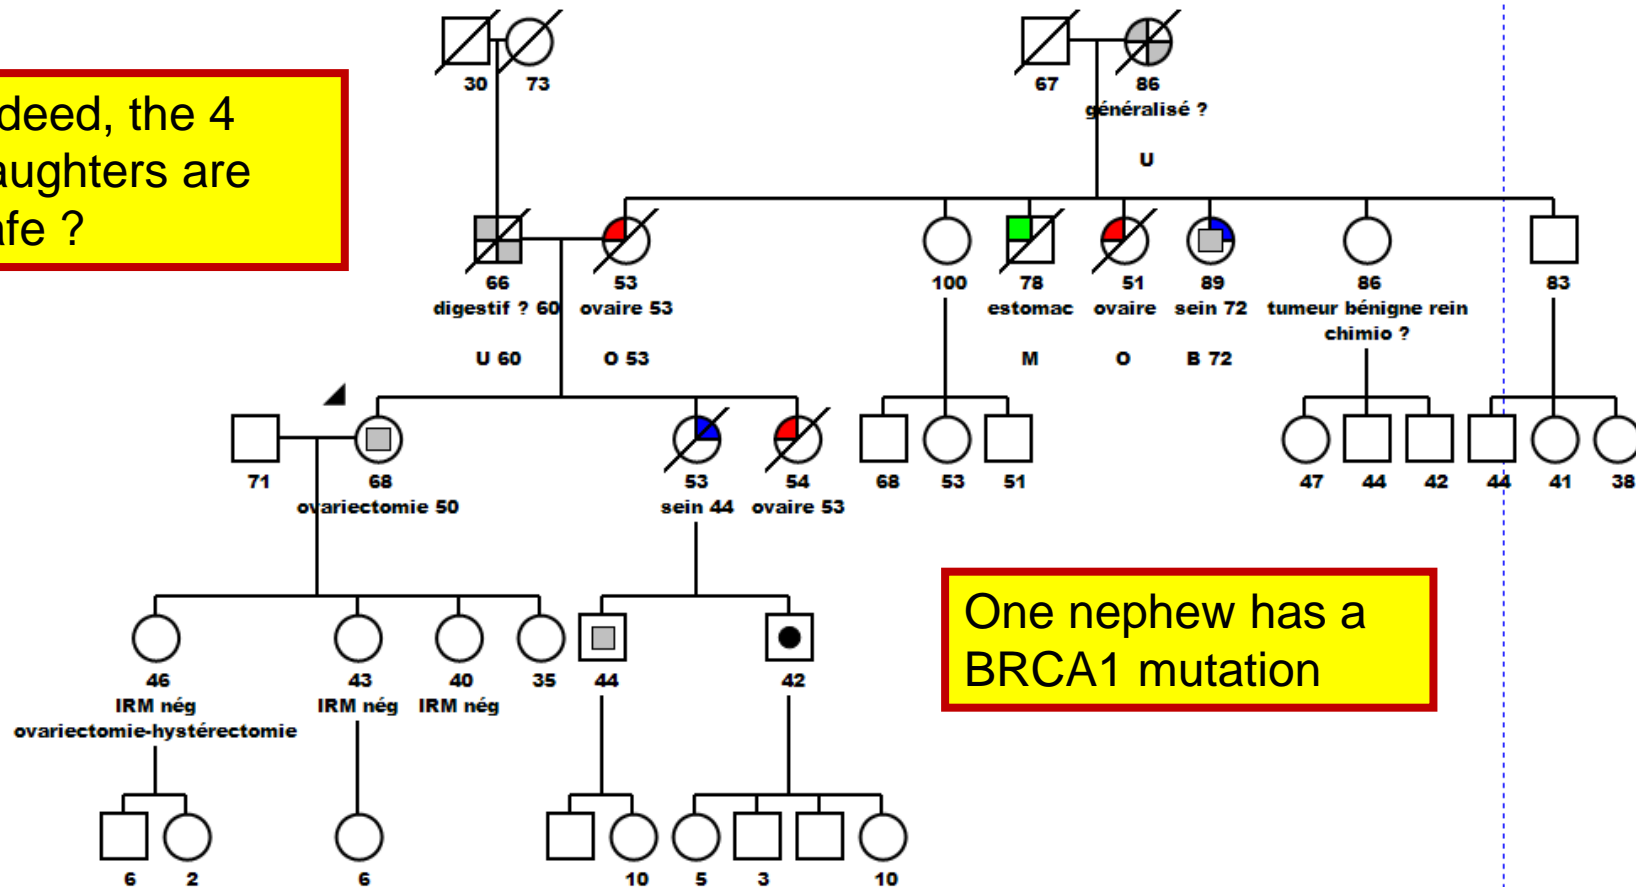 30 73
67 86
généralisé ?
U
deed, the 4
aughters are
afe ?
66 53 100 78 51 89 86 83
digestif ? 60 ovaire 53 estomac ovaire sein 72 tumeur bénigne rein
chimio ?
U 60 O 53 M O B 72
71 68 53 54 68 53 51 47 44 42 44 41 38
ovariectomie 50 sein 44 ovaire 53
One nephew has a
BRCA1 mutation
46 43 40 35 44 42
IRM nég IRM nég IRM nég
ovariectomie-hystérectomie
6 2 6 10 5 3 10